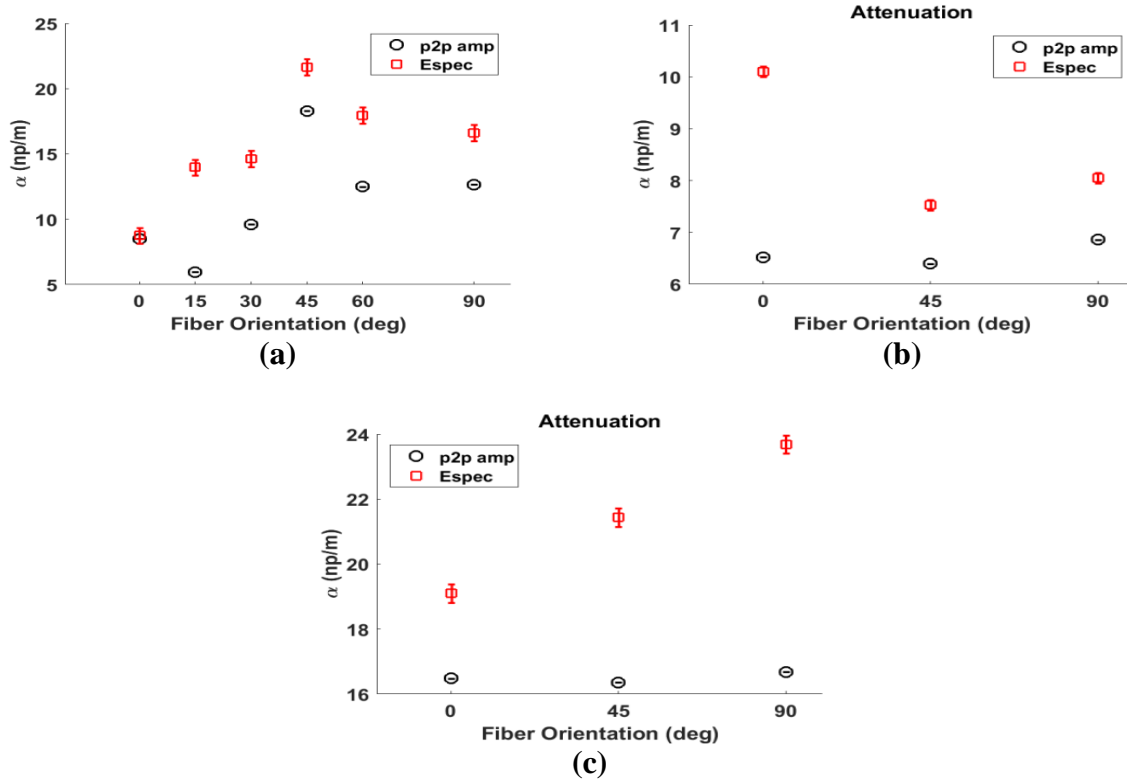 25
20
15
10
5
α (np/m)
p2p amp
Espec
0 15 30 45 60 90
Fiber Orientation (deg)
(a)
Attenuation
11
10
9
8
7
6
α (np/m)
p2p amp
Espec
0 45 90
Fiber Orientation (deg)
(b)
Attenuation
24
22
20
18
16
α (np/m)
p2p amp
Espec
0 45 90
Fiber Orientation (deg)
(c)